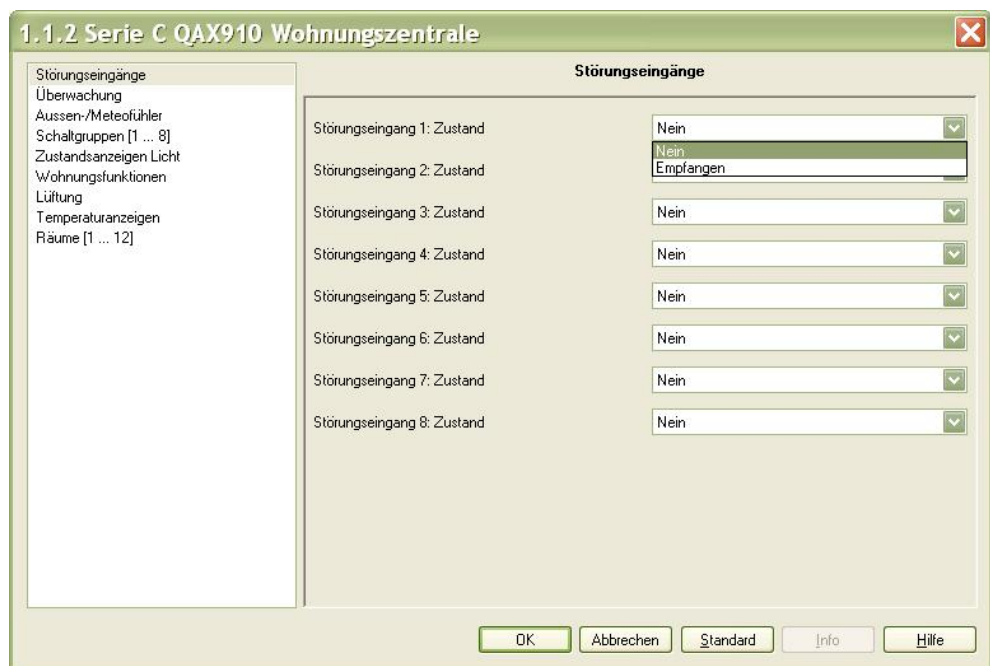 1.1.2 Serie C QAX910 Wohnungszentrale
Störungseingänge
Überwachung
Aussen-/Meteofühler
Schaltgruppen [1 ... 8]
Zustandsanzeigen Licht
Wohnungsfunktionen
Lüftung
Temperaturanzeigen
Räume [1 ... 12]
Störungseingänge
Störungseingang 1: Zustand Nein
Nein
Empfangen
Störungseingang 2: Zustand
Störungseingang 3: Zustand Nein
Störungseingang 4: Zustand Nein
Störungseingang 5: Zustand Nein
Störungseingang 6: Zustand Nein
Störungseingang 7: Zustand Nein
Störungseingang 8: Zustand Nein
OK Abbrechen Standard Info Hilfe